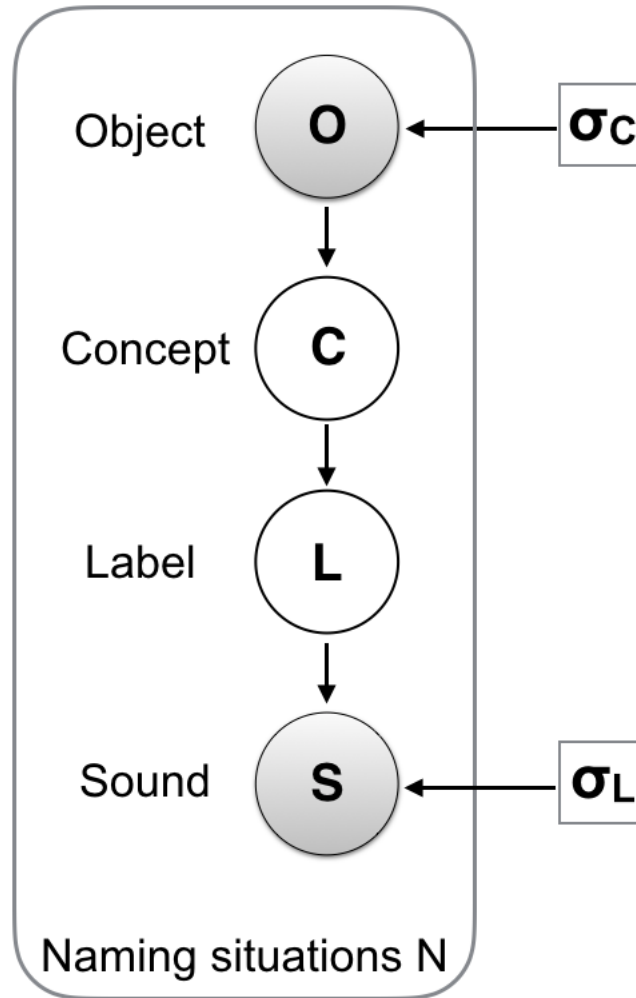 Object O σC
Concept C
Label L
Sound S σL
Naming situations N